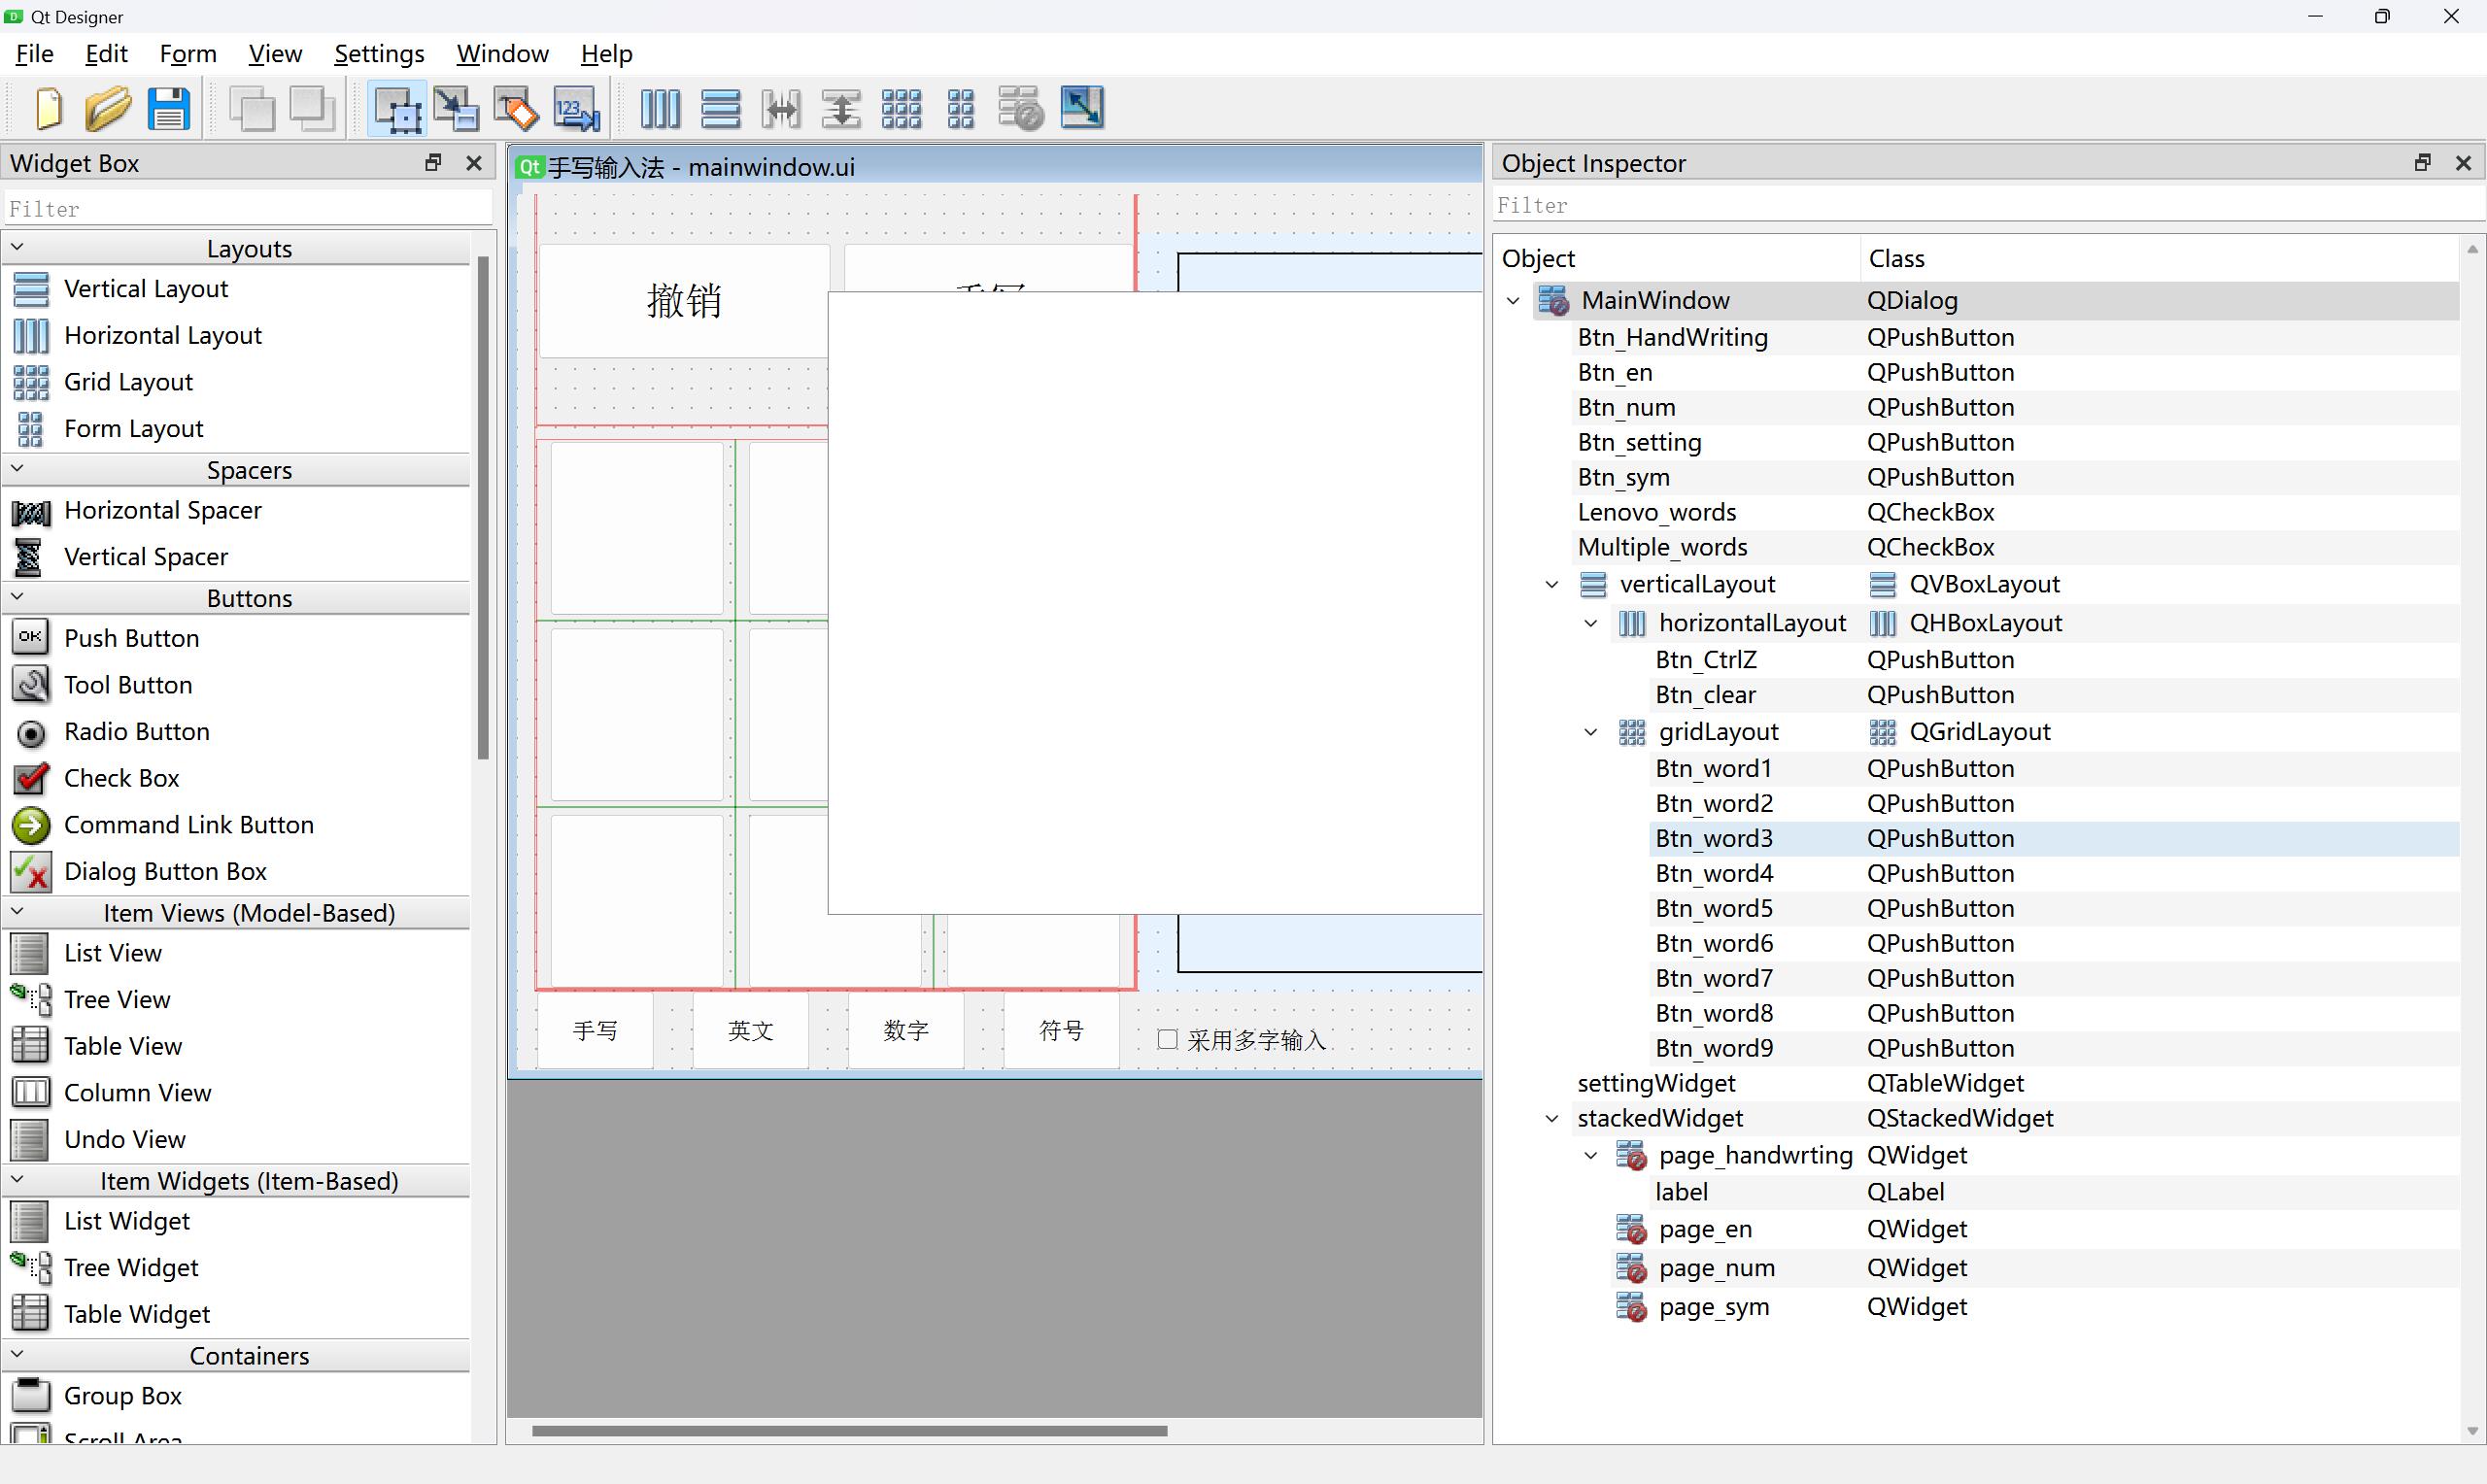 Qt Designer
File Edit Form View Settings Window Help
Widget Box
Filter
Layouts
Vertical Layout
Horizontal Layout
Grid Layout
Form Layout
Spacers
Horizontal Spacer
Vertical Spacer
Buttons
OK Push Button
Tool Button
Radio Button
Check Box
Command Link Button
Dialog Button Box
Item Views (Model-Based)
List View
Tree View
Table View
Column View
Undo View
Item Widgets (Item-Based)
List Widget
Tree Widget
Table Widget
Containers
Group Box
Scroll Area
Qt 手写输入法 - mainwindow.ui
撤销
手写 英文 数字 符号
采用多字输入
Object Inspector
Filter
Object Class
MainWindow QDialog
Btn_HandWriting QPushButton
Btn_en QPushButton
Btn_num QPushButton
Btn_setting QPushButton
Btn_sym QPushButton
Lenovo_words QCheckBox
Multiple_words QCheckBox
verticalLayout QVBoxLayout
horizontalLayout QHBoxLayout
Btn_CtrlZ QPushButton
Btn_clear QPushButton
gridLayout QGridLayout
Btn_word1 QPushButton
Btn_word2 QPushButton
Btn_word3 QPushButton
Btn_word4 QPushButton
Btn_word5 QPushButton
Btn_word6 QPushButton
Btn_word7 QPushButton
Btn_word8 QPushButton
Btn_word9 QPushButton
settingWidget QTableWidget
stackedWidget QStackedWidget
page_handwrting QWidget
label QLabel
page_en QWidget
page_num QWidget
page_sym QWidget